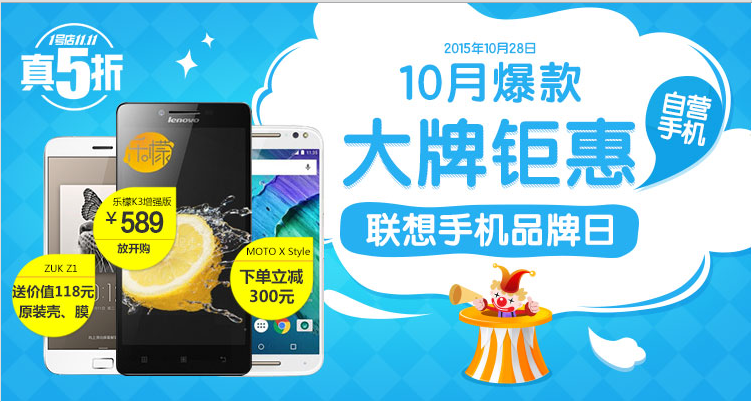 1号店11.11
真5折
2015年10月28日
10月爆款
大牌钜惠
自营
手机
联想手机品牌日
lenovo
乐檬
乐檬K3增强版
￥589
放开购
ZUK Z1
送价值118元
原装壳、膜
MOTO X Style
下单立减
300元